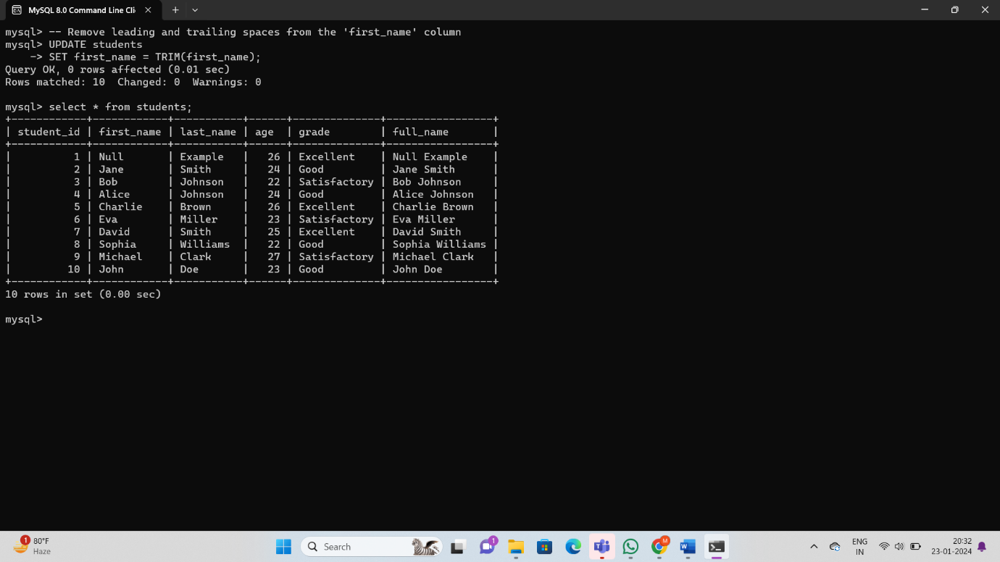 MySQL 8.0 Command Line Cli
mysql> -- Remove leading and trailing spaces from the 'first_name' column
mysql> UPDATE students
    -> SET first_name = TRIM(first_name);
Query OK, 0 rows affected (0.01 sec)
Rows matched: 10  Changed: 0  Warnings: 0
mysql> select * from students;
+------------+------------+-----------+------+--------------+-----------------+
| student_id | first_name | last_name | age  | grade        | full_name       |
+------------+------------+-----------+------+--------------+-----------------+
|          1 | Null       | Example   |   26 | Excellent    | Null Example    |
|          2 | Jane       | Smith     |   24 | Good         | Jane Smith      |
|          3 | Bob        | Johnson   |   22 | Satisfactory | Bob Johnson     |
|          4 | Alice      | Johnson   |   24 | Good         | Alice Johnson   |
|          5 | Charlie    | Brown     |   26 | Excellent    | Charlie Brown   |
|          6 | Eva        | Miller    |   23 | Satisfactory | Eva Miller      |
|          7 | David      | Smith     |   25 | Excellent    | David Smith     |
|          8 | Sophia     | Williams  |   22 | Good         | Sophia Williams |
|          9 | Michael    | Clark     |   27 | Satisfactory | Michael Clark   |
|         10 | John       | Doe       |   23 | Good         | John Doe        |
+------------+------------+-----------+------+--------------+-----------------+
10 rows in set (0.00 sec)
mysql>
1
80°F
Haze
Search
1
M
ENG
IN
20:32
23-01-2024